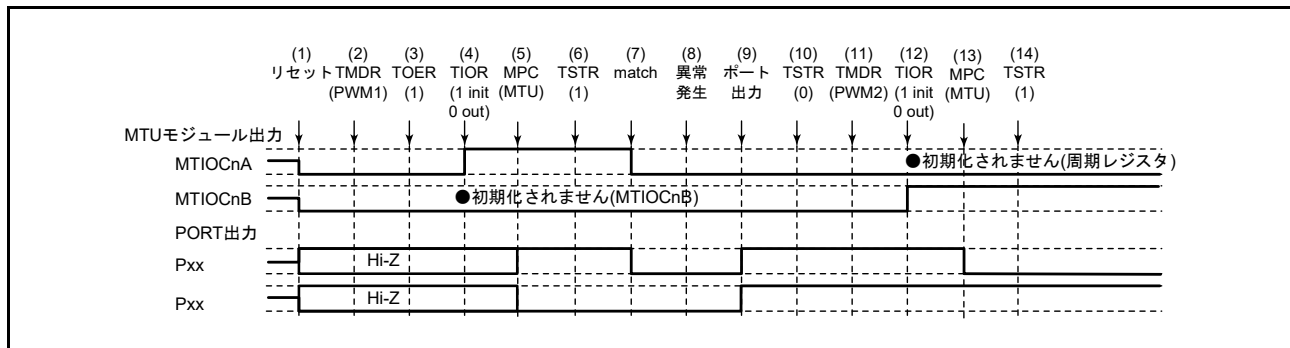 (1) (2) (3) (4) (5) (6) (7) (8) (9) (10) (11) (12) (13) (14)
リセット TMDR TOER TIOR MPC TSTR match 異常 ポート TSTR TMDR TIOR MPC TSTR
(PWM1) (1) (1 init (MTU) (1) 発生 出力 (0) (PWM2) (1 init (MTU) (1)
0 out) 0 out)
MTUモジュール出力
MTIOCnA ●初期化されません(周期レジスタ)
MTIOCnB ●初期化されません(MTIOCnB)
PORT出力
Pxx Hi-Z
Pxx Hi-Z